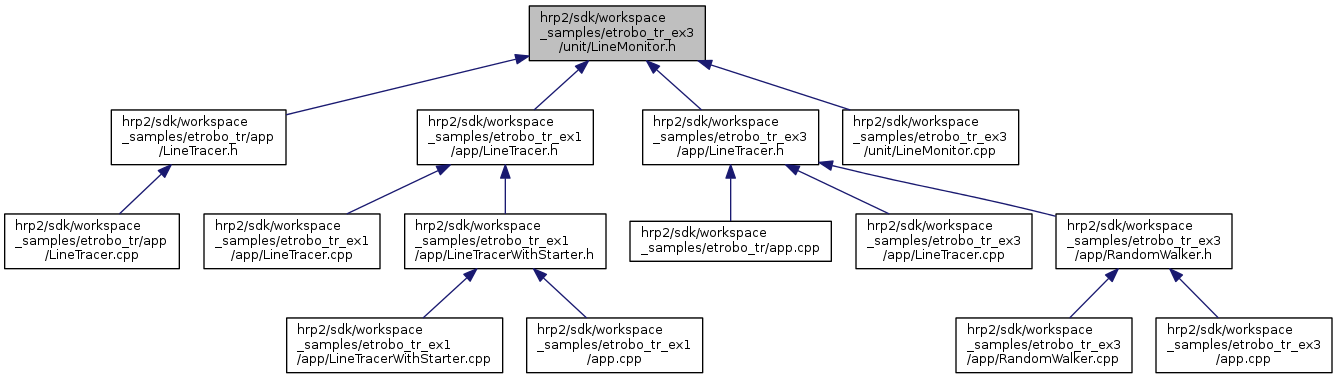 hrp2/sdk/workspace
_samples/etrobo_tr_ex3
/unit/LineMonitor.h
hrp2/sdk/workspace
_samples/etrobo_tr/app
/LineTracer.h
hrp2/sdk/workspace
_samples/etrobo_tr_ex1
/app/LineTracer.h
hrp2/sdk/workspace
_samples/etrobo_tr_ex3
/app/LineTracer.h
hrp2/sdk/workspace
_samples/etrobo_tr_ex3
/unit/LineMonitor.cpp
hrp2/sdk/workspace
_samples/etrobo_tr/app
/LineTracer.cpp
hrp2/sdk/workspace
_samples/etrobo_tr_ex1
/app/LineTracer.cpp
hrp2/sdk/workspace
_samples/etrobo_tr_ex1
/app/LineTracerWithStarter.h
hrp2/sdk/workspace
_samples/etrobo_tr/app.cpp
hrp2/sdk/workspace
_samples/etrobo_tr_ex3
/app/LineTracer.cpp
hrp2/sdk/workspace
_samples/etrobo_tr_ex3
/app/RandomWalker.h
hrp2/sdk/workspace
_samples/etrobo_tr_ex1
/app/LineTracerWithStarter.cpp
hrp2/sdk/workspace
_samples/etrobo_tr_ex1
/app.cpp
hrp2/sdk/workspace
_samples/etrobo_tr_ex3
/app/RandomWalker.cpp
hrp2/sdk/workspace
_samples/etrobo_tr_ex3
/app.cpp